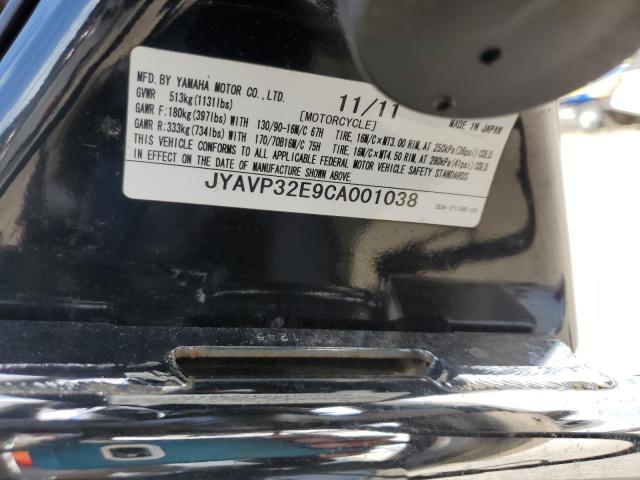 MFD. BY YAMAHA MOTOR CO.,LTD. 11/11 MADE IN JAPAN
GVWR 513kg(1131lbs) [MOTORCYCLE]
GAWR F:180kg(397lbs) WITH 130/90-16M/C 67H TIRE, 16M/C×MT3.00 RIM, AT 250kPa(36psi) COLD
GAWR R:333kg(734lbs) WITH 170/70B16M/C 75H TIRE, 16M/C×MT4.50 RIM, AT 280kPa(41psi) COLD
THIS VEHICLE CONFORMS TO ALL APPLICABLE FEDERAL MOTOR VEHICLE SAFETY STANDARDS
IN EFFECT ON THE DATE OF MANUFACTURE SHOWN ABOVE.
JYAVP32E9CA001038